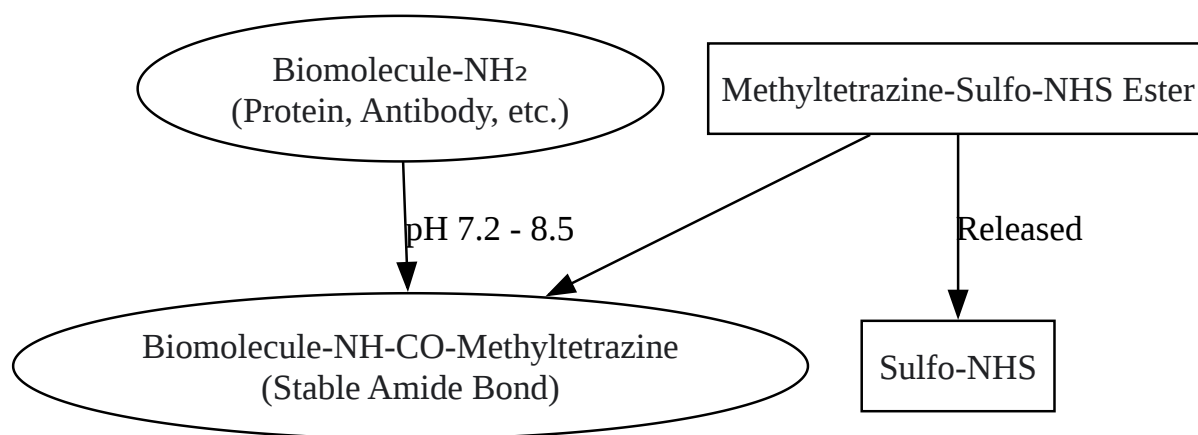 Biomolecule-NH₂
(Protein, Antibody, etc.)
Methyltetrazine-Sulfo-NHS Ester
pH 7.2 - 8.5
Released
Biomolecule-NH-CO-Methyltetrazine
(Stable Amide Bond)
Sulfo-NHS